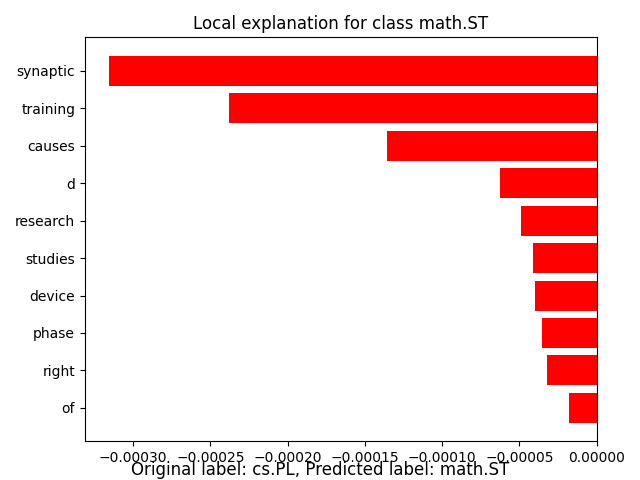 Local explanation for class math.ST
synaptic
training
causes
d
research
studies
device
phase
right
of
−0.00030 −0.00025 −0.00020 −0.00015 −0.00010 −0.00005 0.00000
Original label: cs.PL, Predicted label: math.ST